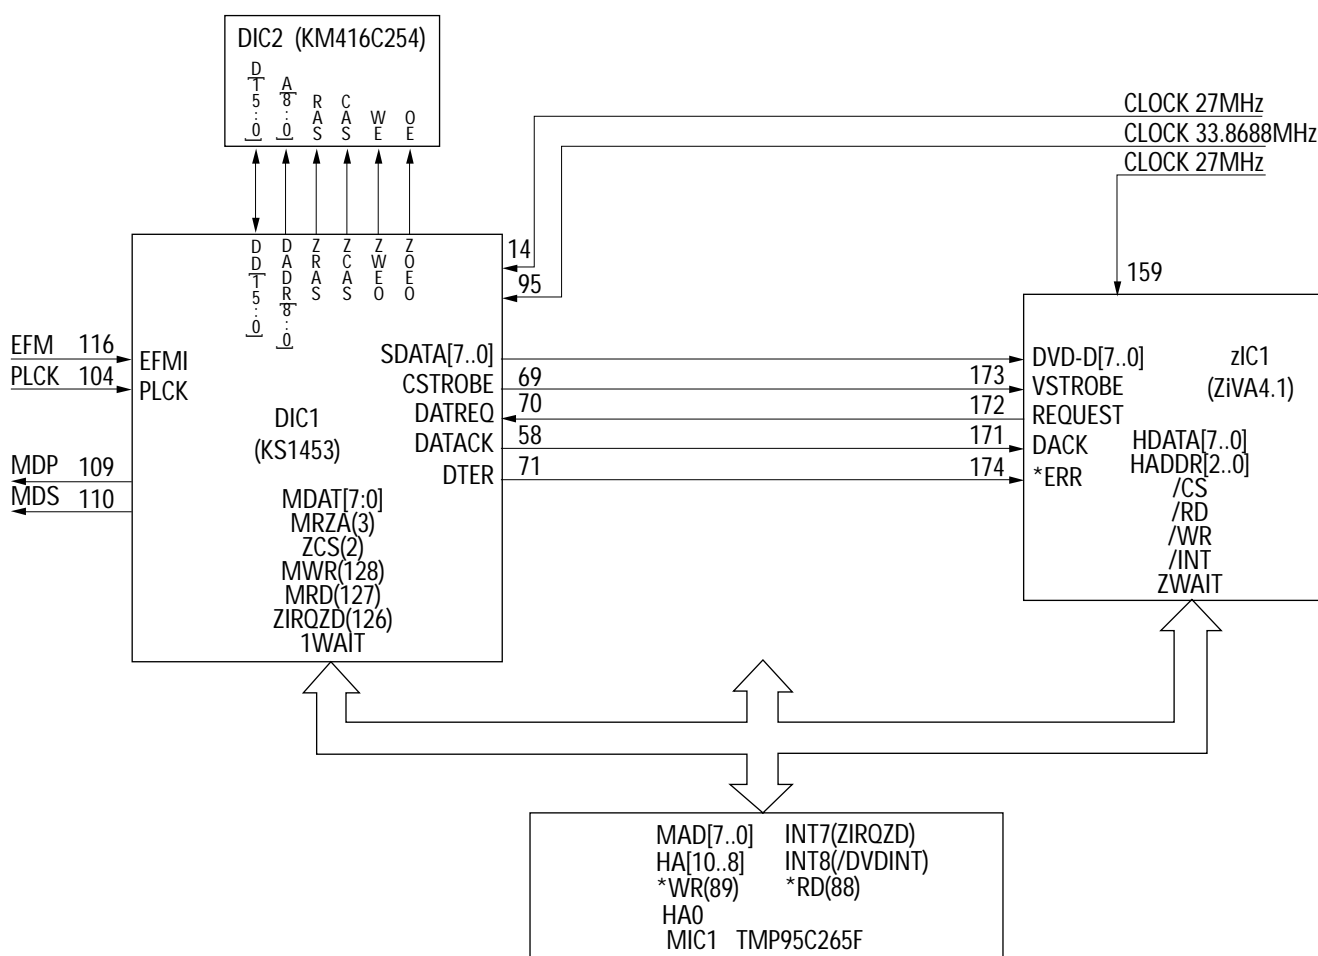 DIC2 (KM416C254)
D[15:0]
A[8:0]
RAS
CAS
WE
OE
CLOCK 27MHz
CLOCK 33.8688MHz
CLOCK 27MHz
DD[15:0]
DADR[8:0]
ZRAS
ZCAS
ZWEO
ZOEO
14
95
159
EFM 116
EFMI
PLCK 104
PLCK
MDP 109
MDS 110
DIC1
(KS1453)
SDATA[7..0]
CSTROBE 69
DATREQ 70
DATACK 58
DTER 71
MDAT[7:0]
MRZA(3)
ZCS(2)
MWR(128)
MRD(127)
ZIRQZD(126)
1WAIT
DVD-D[7..0]
173 VSTROBE
172 REQUEST
171 DACK
174 *ERR
zIC1
(ZiVA4.1)
HDATA[7..0]
HADDR[2..0]
/CS
/RD
/WR
/INT
ZWAIT
MAD[7..0] INT7(ZIRQZD)
HA[10..8] INT8(/DVDINT)
*WR(89) *RD(88)
HA0
MIC1 TMP95C265F